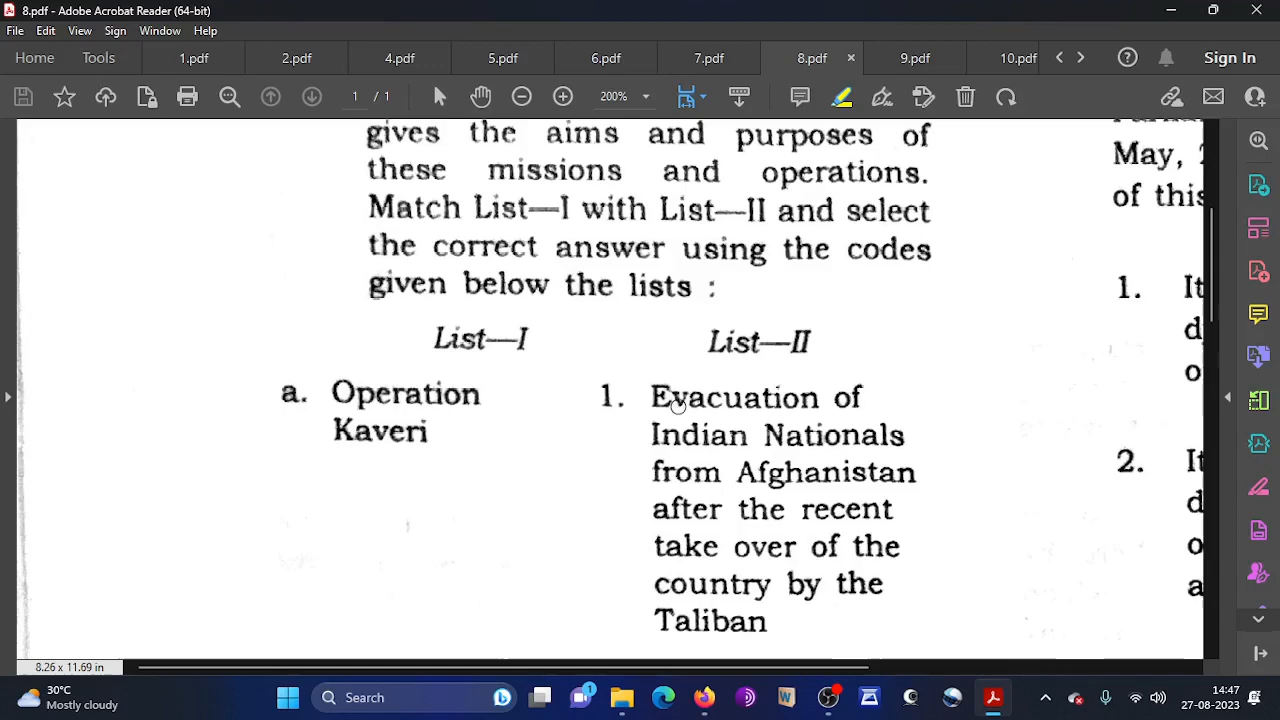 8.pdf - Adobe Acrobat Reader (64-bit)
File Edit View Sign Window Help
Home Tools 1.pdf 2.pdf 4.pdf 5.pdf 6.pdf 7.pdf 8.pdf 9.pdf 10.pdf Sign In
1 / 1 200%
gives the aims and purposes of
these missions and operations.
Match List—I with List—II and select
the correct answer using the codes
given below the lists :
List—I List—II
a. Operation
Kaveri
1. Evacuation of
Indian Nationals
from Afghanistan
after the recent
take over of the
country by the
Taliban
May,
of this
1. It
2. It
8.26 x 11.69 in
30°C
Mostly cloudy
Search
1
14:47
27-08-2023